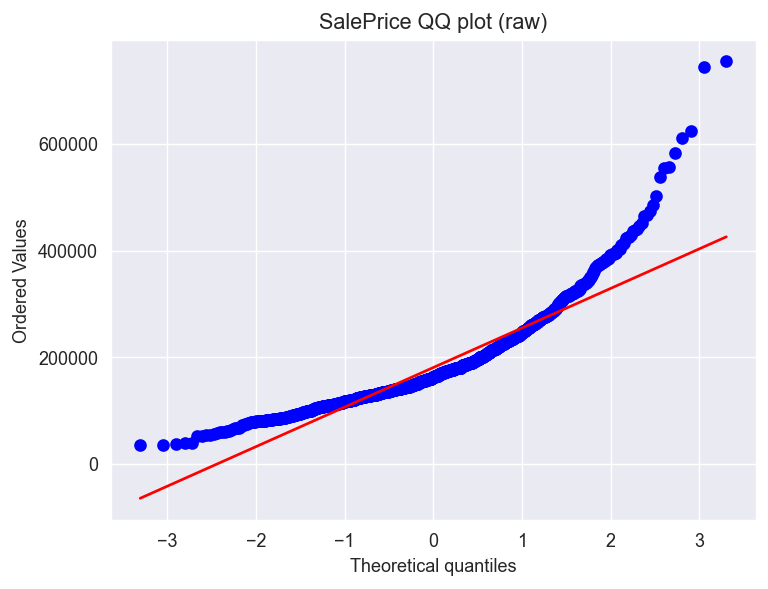 SalePrice QQ plot (raw)
600000
400000
200000
0
Ordered Values
−3 −2 −1 0 1 2 3
Theoretical quantiles